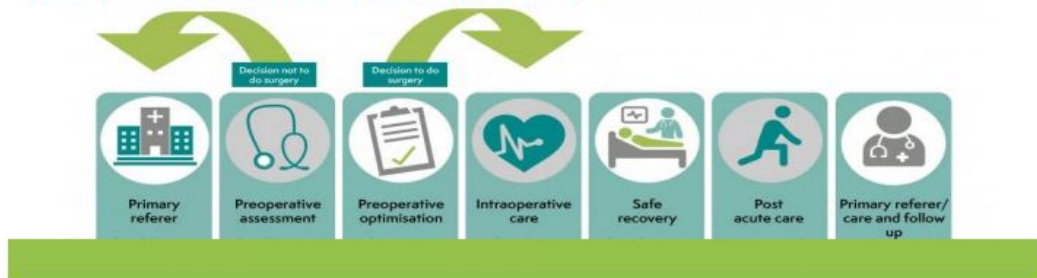 Decision not to
do surgery
Decision to do
surgery
Primary
referer
Preoperative
assessment
Preoperative
optimisation
Intraoperative
care
Safe
recovery
Post
acute care
Primary referer/
care and follow
up